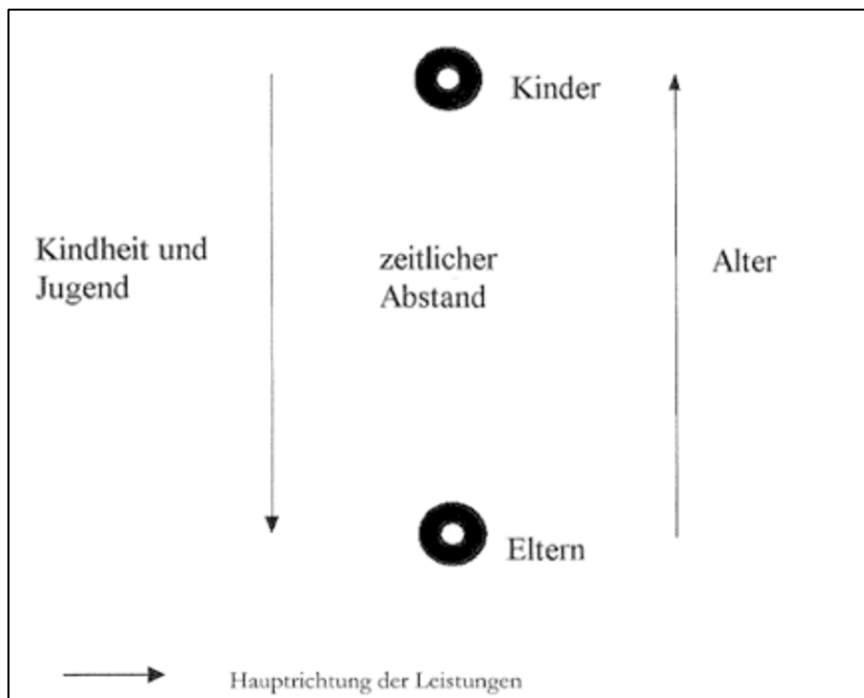 Kinder
Kindheit und
Jugend
zeitlicher
Abstand
Alter
Eltern
Hauptrichtung der Leistungen